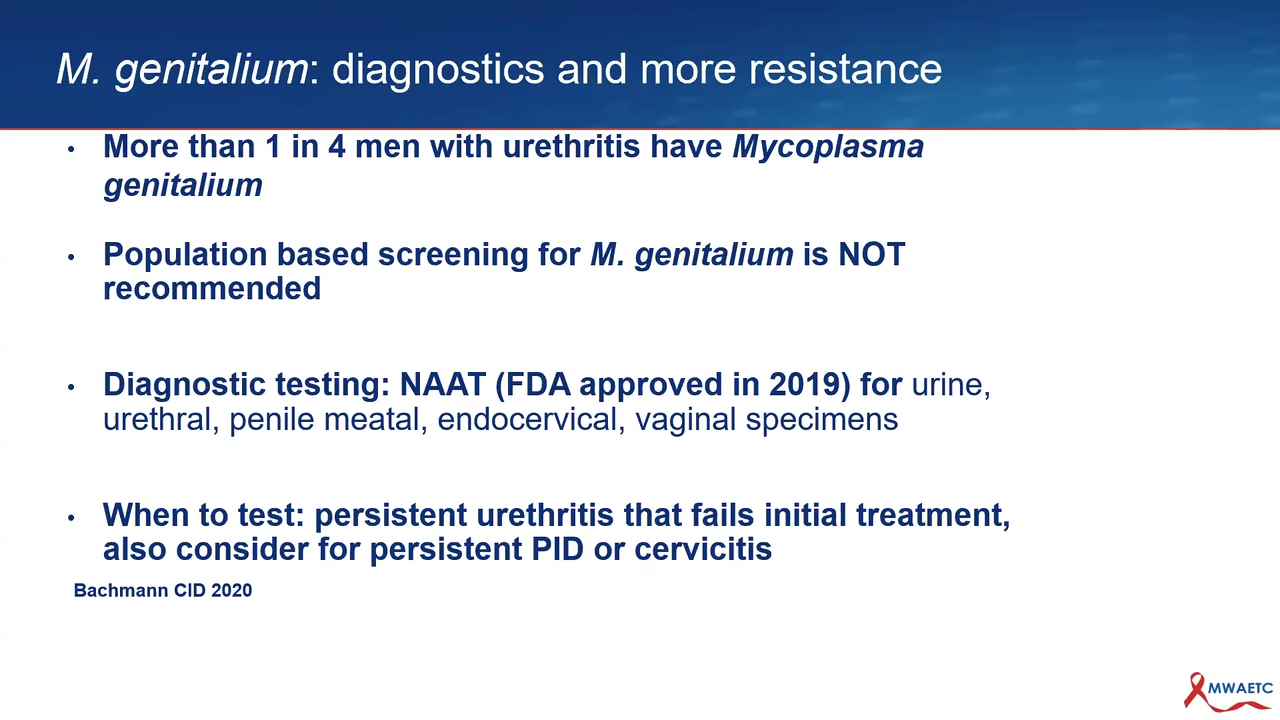 M. genitalium: diagnostics and more resistance
• More than 1 in 4 men with urethritis have Mycoplasma
genitalium
• Population based screening for M. genitalium is NOT
recommended
• Diagnostic testing: NAAT (FDA approved in 2019) for urine,
urethral, penile meatal, endocervical, vaginal specimens
• When to test: persistent urethritis that fails initial treatment,
also consider for persistent PID or cervicitis
Bachmann CID 2020
MWAETC